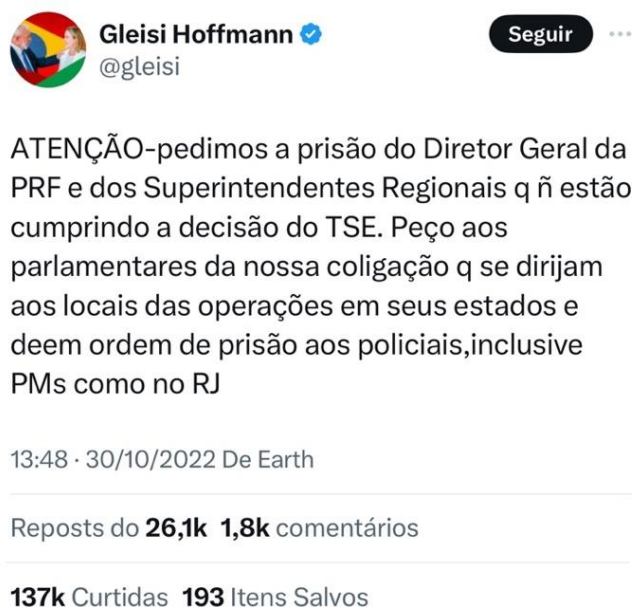 Gleisi Hoffmann
Seguir
@gleisi
ATENÇÃO-pedimos a prisão do Diretor Geral da
PRF e dos Superintendentes Regionais q ñ estão
cumprindo a decisão do TSE. Peço aos
parlamentares da nossa coligação q se dirijam
aos locais das operações em seus estados e
deem ordem de prisão aos policiais,inclusive
PMs como no RJ
13:48 · 30/10/2022 De Earth
Reposts do 26,1k 1,8k comentários
137k Curtidas 193 Itens Salvos